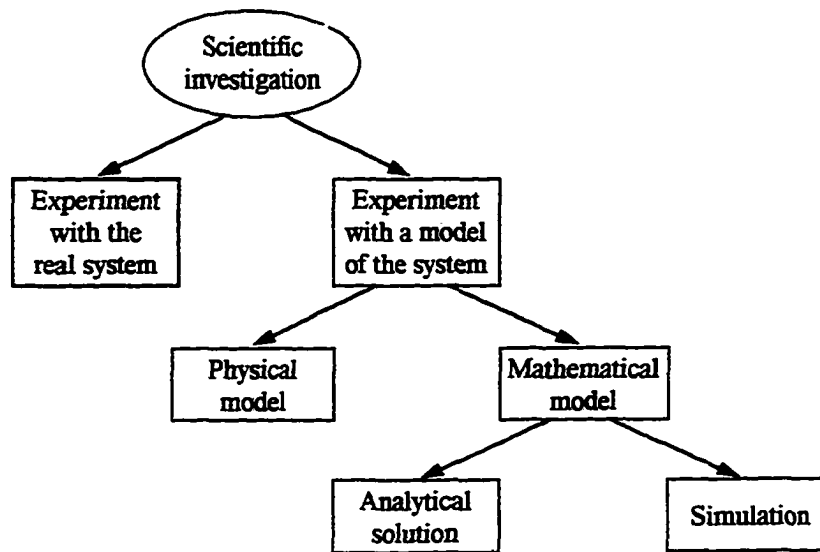 Scientific
investigation
Experiment
with the
real system
Experiment
with a model
of the system
Physical
model
Mathematical
model
Analytical
solution
Simulation